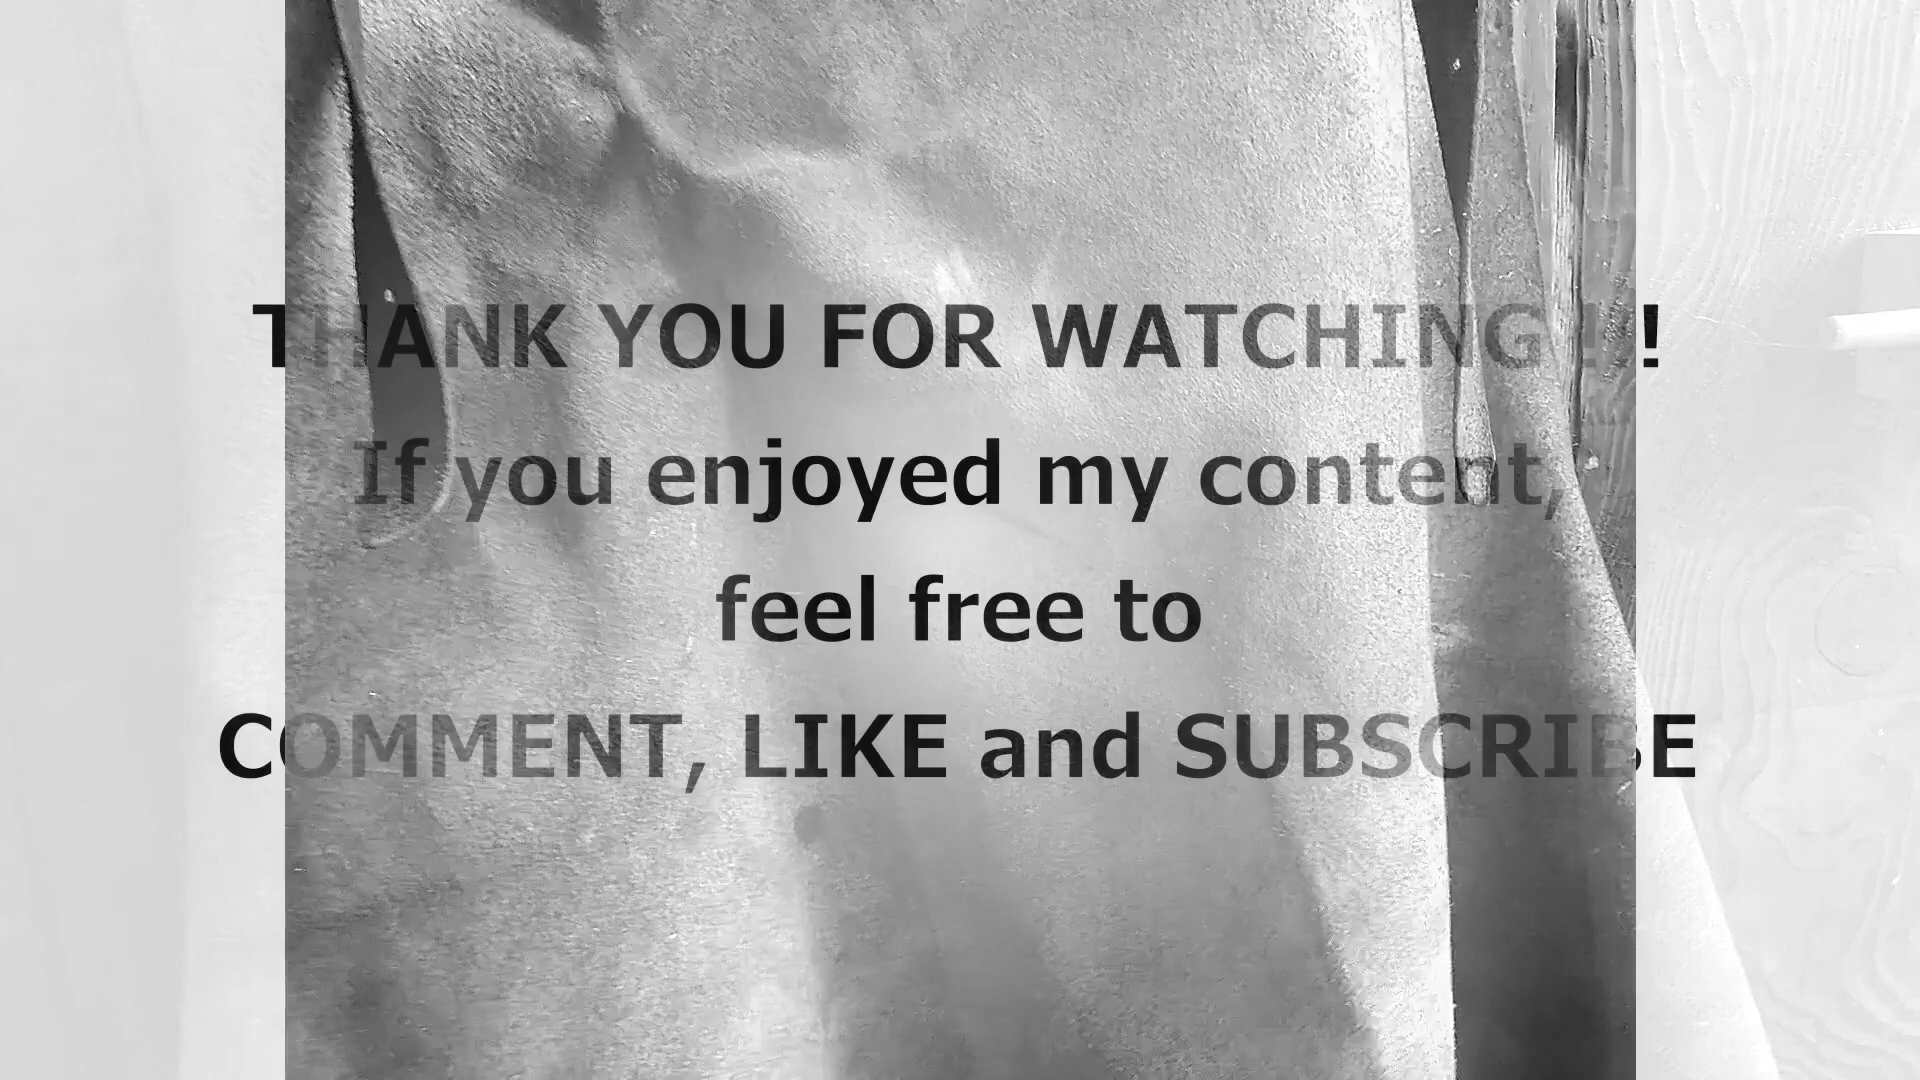 THANK YOU FOR WATCHING !!!
If you enjoyed my content,
feel free to
COMMENT, LIKE and SUBSCRIBE